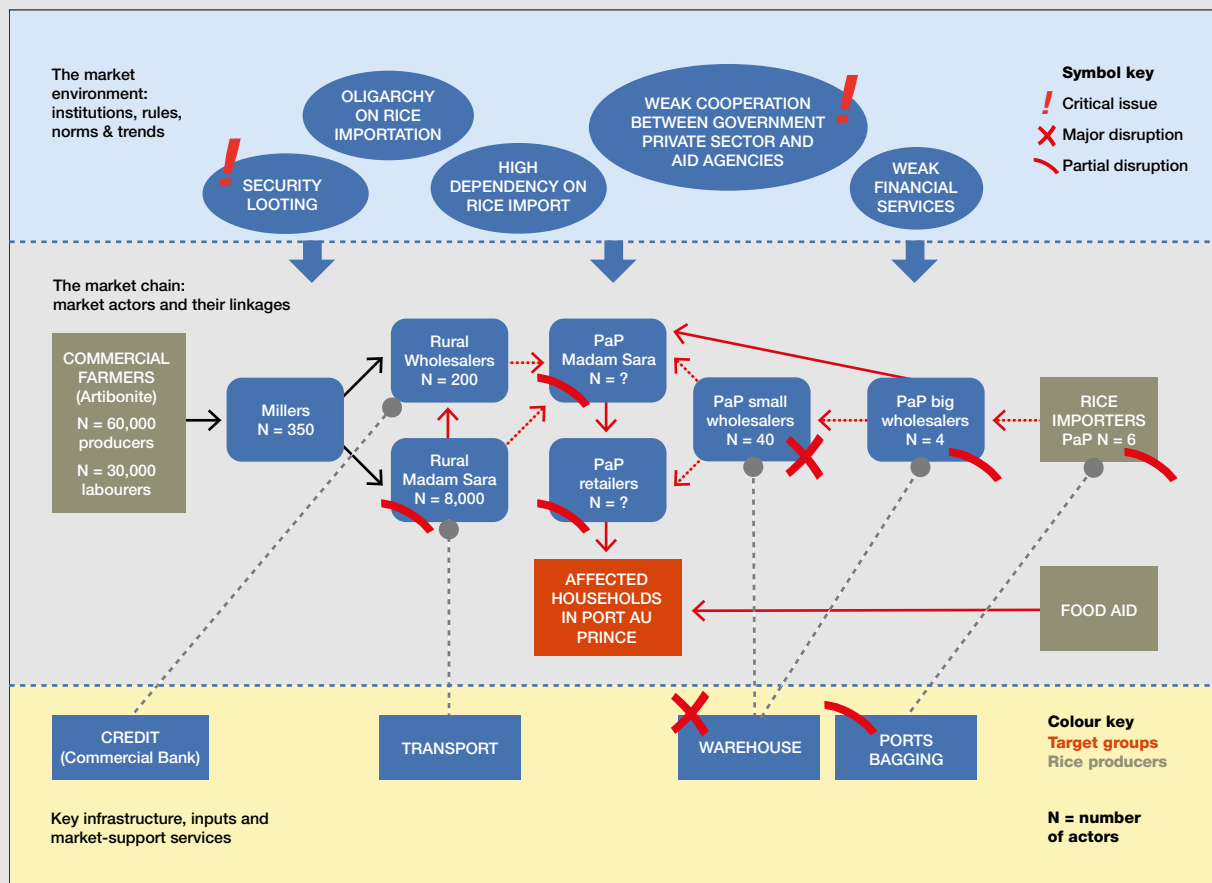 The market
environment:
institutions, rules,
norms & trends
OLIGARCHY
ON RICE
IMPORTATION
SECURITY
LOOTING
HIGH
DEPENDENCY ON
RICE IMPORT
WEAK COOPERATION
BETWEEN GOVERNMENT
PRIVATE SECTOR AND
AID AGENCIES
WEAK
FINANCIAL
SERVICES
Symbol key
Critical issue
Major disruption
Partial disruption
The market chain:
market actors and their linkages
COMMERCIAL
FARMERS
(Artibonite)
N = 60,000
producers
N = 30,000
labourers
Millers
N = 350
Rural
Wholesalers
N = 200
Rural
Madam Sara
N = 8,000
PaP
Madam Sara
N = ?
PaP
retailers
N = ?
PaP small
wholesalers
N = 40
PaP big
wholesalers
N = 4
RICE
IMPORTERS
PaP N = 6
AFFECTED
HOUSEHOLDS
IN PORT AU
PRINCE
FOOD AID
CREDIT
(Commercial Bank)
TRANSPORT
WAREHOUSE
PORTS
BAGGING
Colour key
Target groups
Rice producers
Key infrastructure, inputs and
market-support services
N = number
of actors